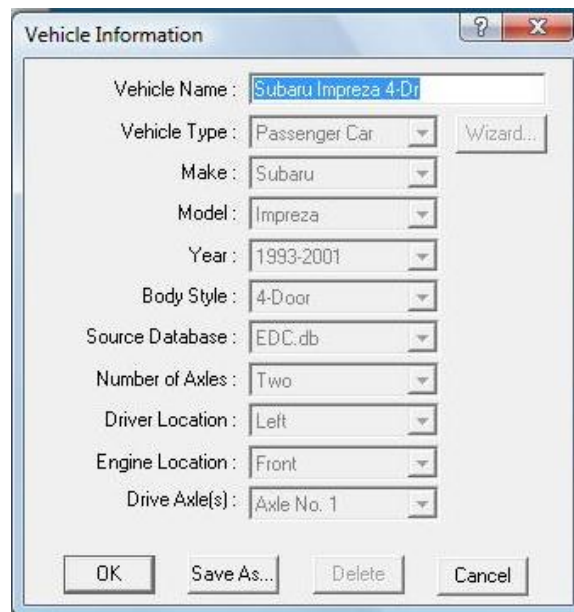 Vehicle Information
Vehicle Name : Subaru Impreza 4-Dr
Vehicle Type : Passenger Car Wizard...
Make : Subaru
Model : Impreza
Year : 1993-2001
Body Style : 4-Door
Source Database : EDC.db
Number of Axles : Two
Driver Location : Left
Engine Location : Front
Drive Axle(s) : Axle No. 1
OK Save As... Delete Cancel